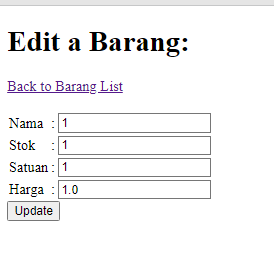 Edit a Barang:
Back to Barang List
Nama : 1
Stok : 1
Satuan : 1
Harga : 1.0
Update